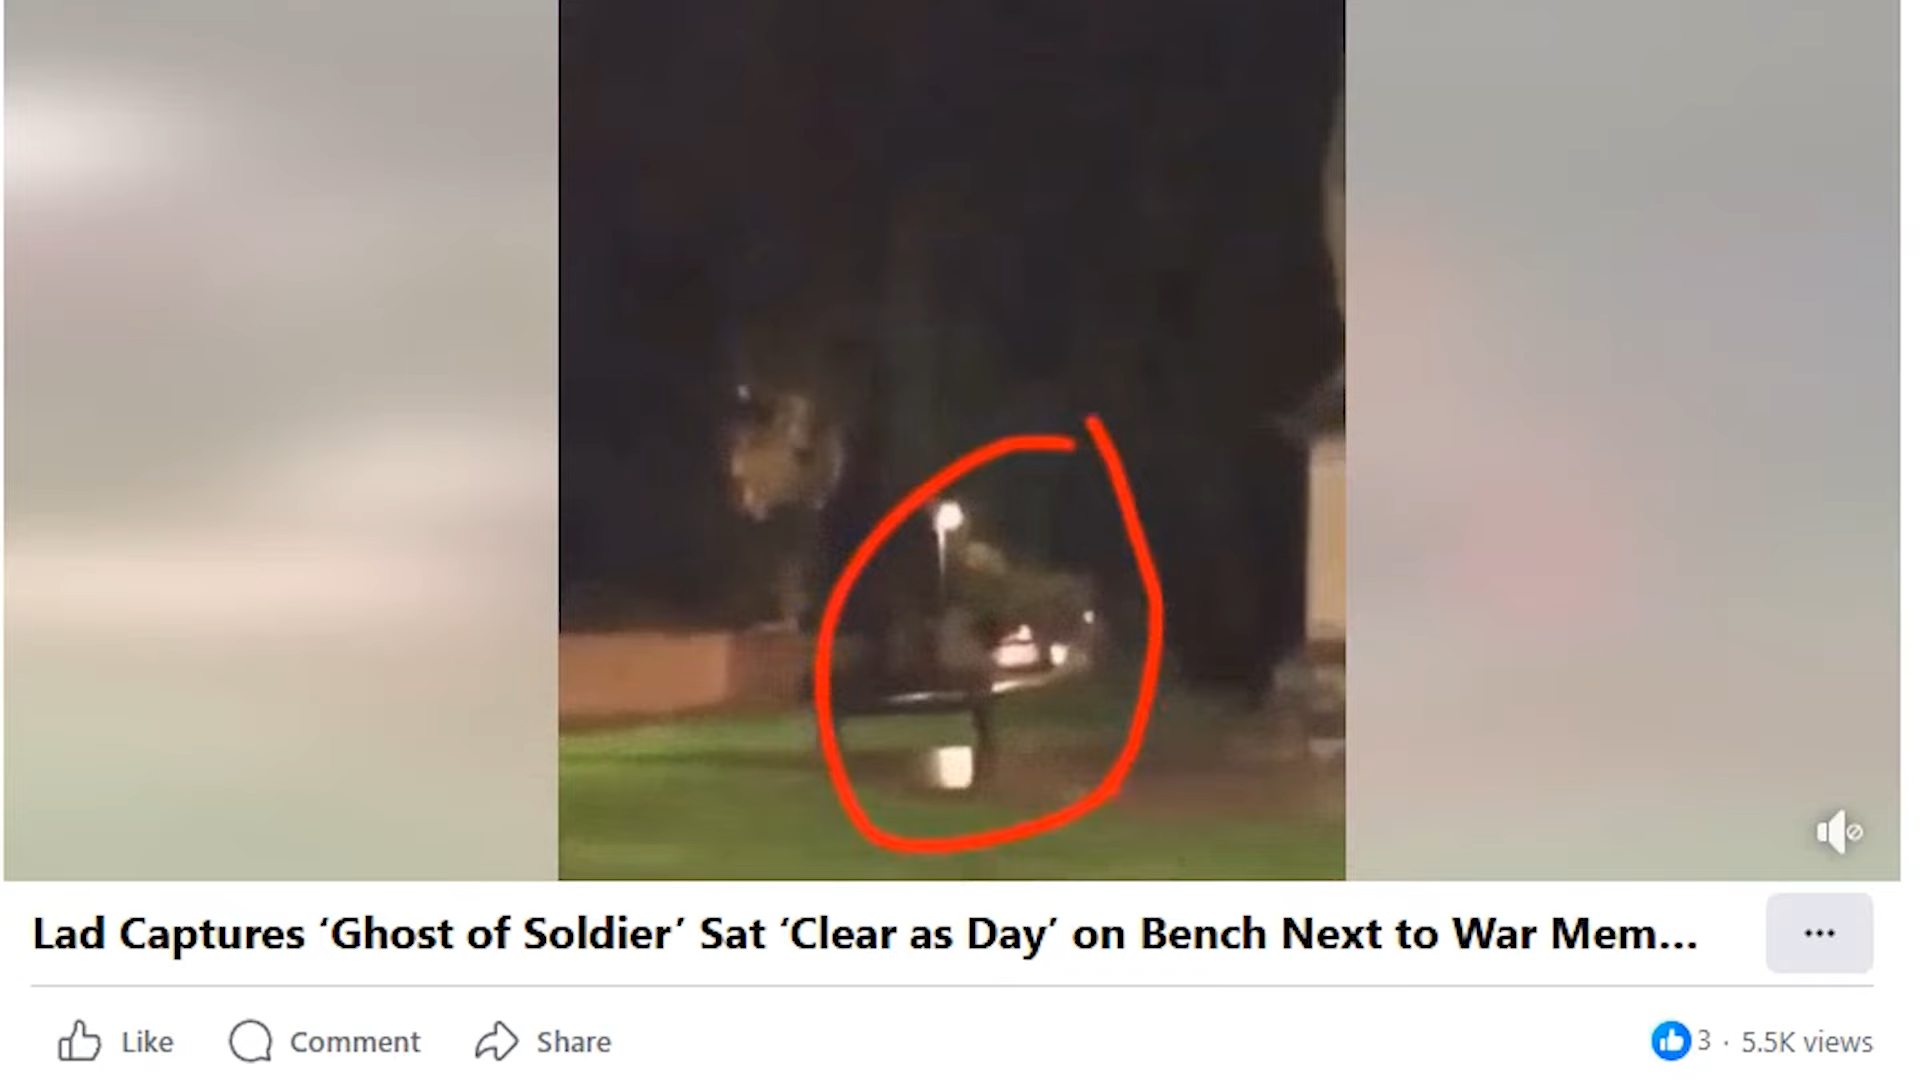 Lad Captures ‘Ghost of Soldier’ Sat ‘Clear as Day’ on Bench Next to War Mem...
Like
Comment
Share
3 · 5.5K views